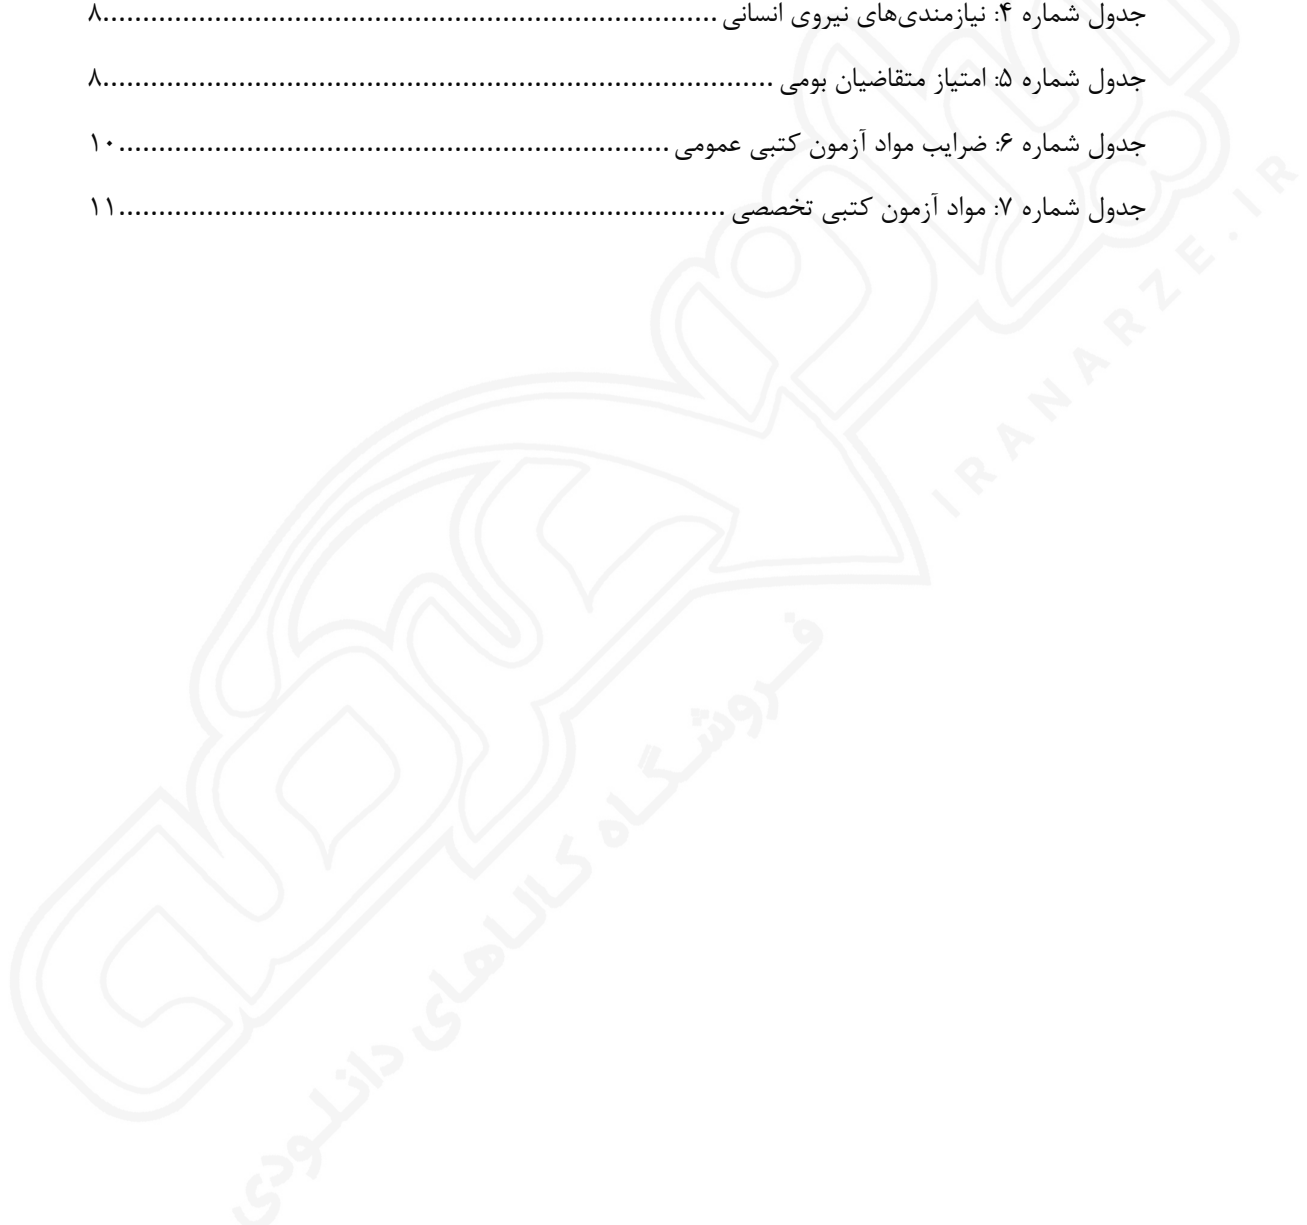 جدول شماره ۴: نیازمندی‌های نیروی انسانی ..............................................................................۸
جدول شماره ۵: امتیاز متقاضیان بومی .....................................................................................۸
جدول شماره ۶: ضرایب مواد آزمون کتبی عمومی ......................................................................۱۰
جدول شماره ۷: مواد آزمون کتبی تخصصی .............................................................................۱۱
IRANARZE.IR
فروشگاه کالاهای دانلودی